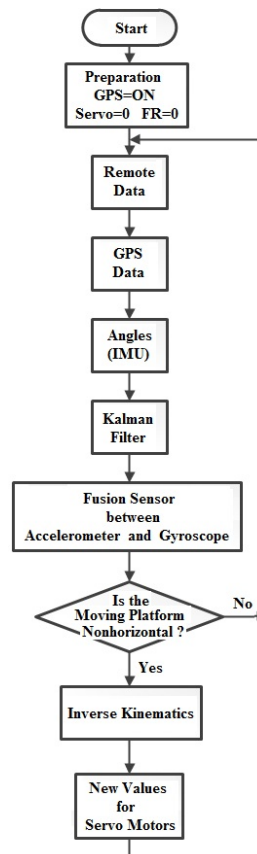 Start
Preparation
GPS=ON
Servo=0 FR=0
Remote
Data
GPS
Data
Angles
(IMU)
Kalman
Filter
Fusion Sensor
between
Accelerometer and Gyroscope
Is the
Moving Platform
Nonhorizontal ?
No
Yes
Inverse Kinematics
New Values
for
Servo Motors